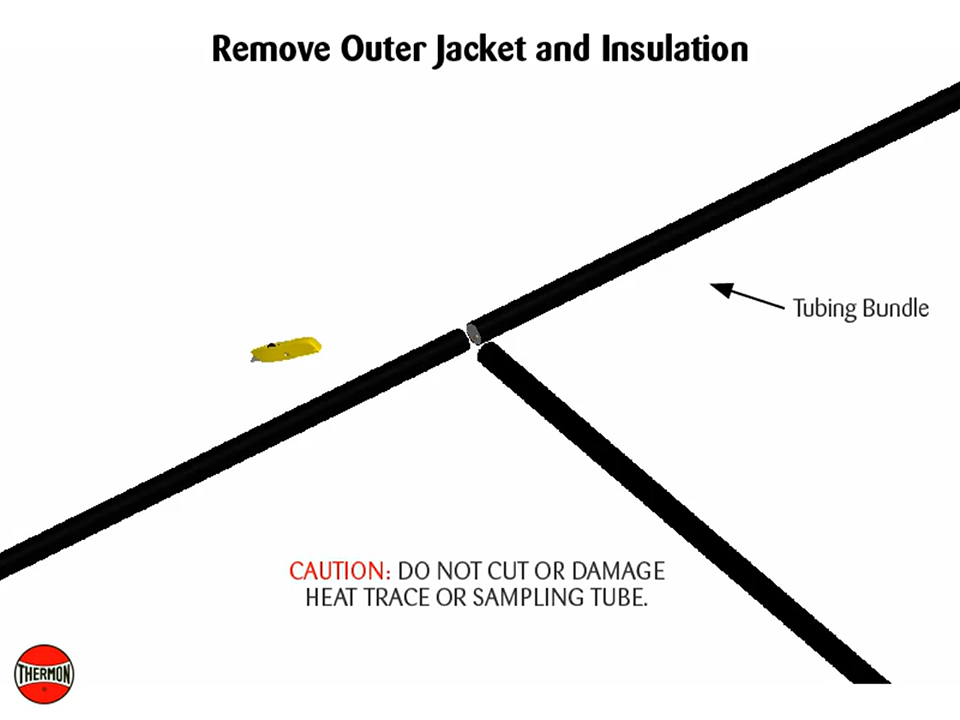 Remove Outer Jacket and Insulation
Tubing Bundle
CAUTION: DO NOT CUT OR DAMAGE
HEAT TRACE OR SAMPLING TUBE.
THERMON